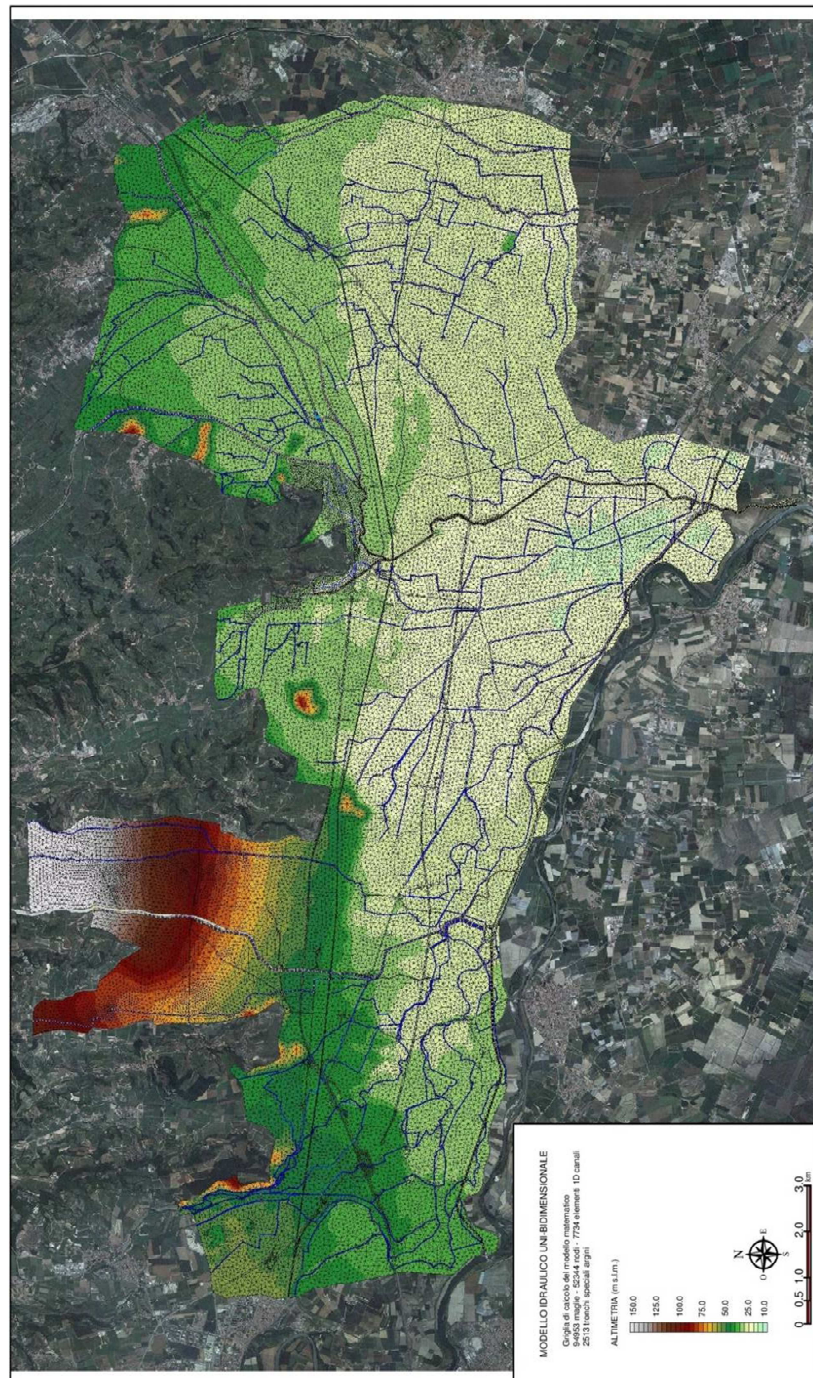 MODELLO IDRAULICO UNI-BIDIMENSIONALE
Griglia di calcolo del modello matematico
94953 maglie - 52344 nodi - 7734 elementi 1D canali
2513 tronchi speciali argini
ALTIMETRIA (m s.l.m.)
150.0
125.0
100.0
75.0
50.0
25.0
10.0
N
O
E
S
0 0.5 1.0 2.0 3.0
km